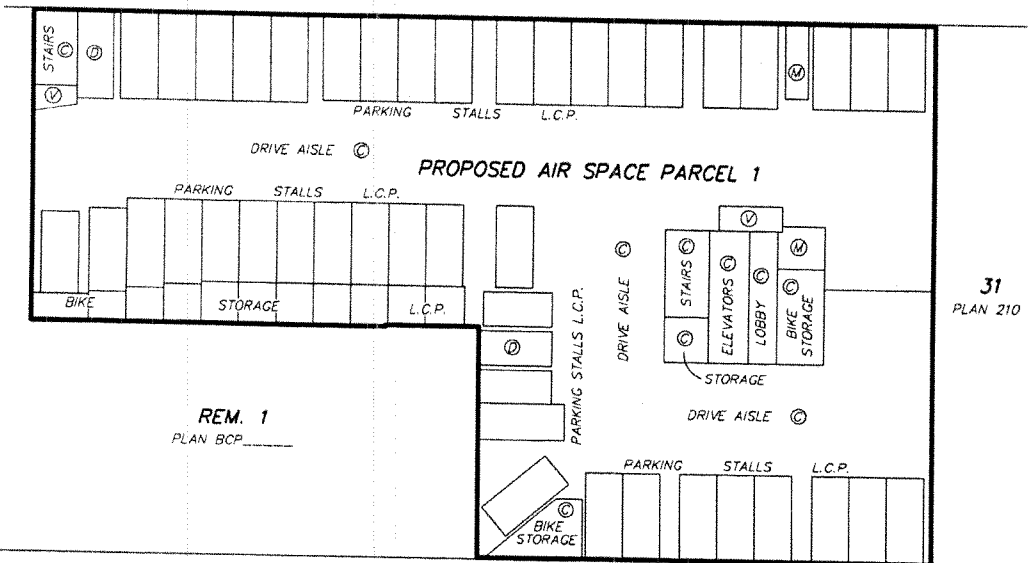 STAIRS
Ⓒ
Ⓓ
Ⓥ
Ⓜ
PARKING STALLS L.C.P.
DRIVE AISLE Ⓒ
PROPOSED AIR SPACE PARCEL 1
PARKING STALLS L.C.P.
BIKE STORAGE L.C.P.
Ⓓ
PARKING STALLS L.C.P.
DRIVE AISLE Ⓒ
Ⓥ
STAIRS Ⓒ
ELEVATORS Ⓒ
LOBBY Ⓒ
Ⓜ
Ⓒ
BIKE
STORAGE
Ⓒ
STORAGE
31
PLAN 210
DRIVE AISLE Ⓒ
REM. 1
PLAN BCP_____
PARKING STALLS L.C.P.
Ⓒ
BIKE
STORAGE